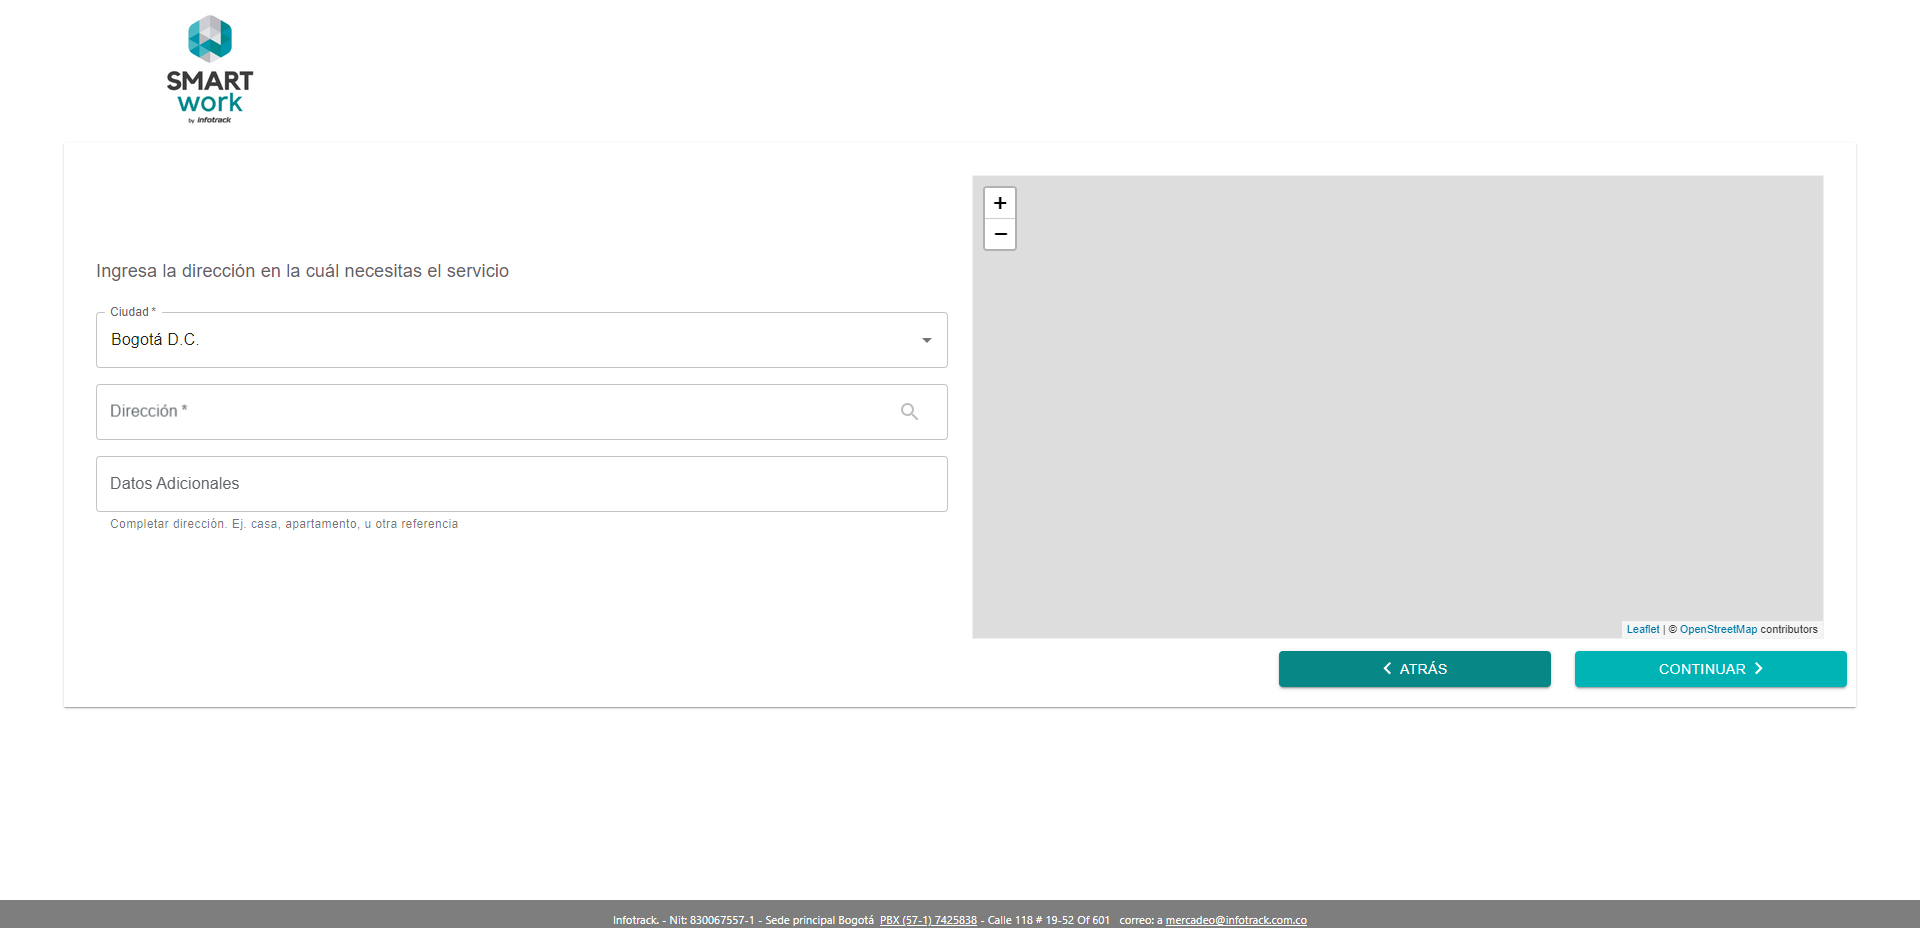 SMART
work
by infotrack
+
−
Ingresa la dirección en la cuál necesitas el servicio
Ciudad *
Bogotá D.C.
Dirección *
Datos Adicionales
Completar dirección. Ej. casa, apartamento, u otra referencia
Leaflet | © OpenStreetMap contributors
ATRÁS
CONTINUAR
Infotrack. - Nit: 830067557-1 - Sede principal Bogotá PBX (57-1) 7425838 - Calle 118 # 19-52 Of 601 correo: a mercadeo@infotrack.com.co